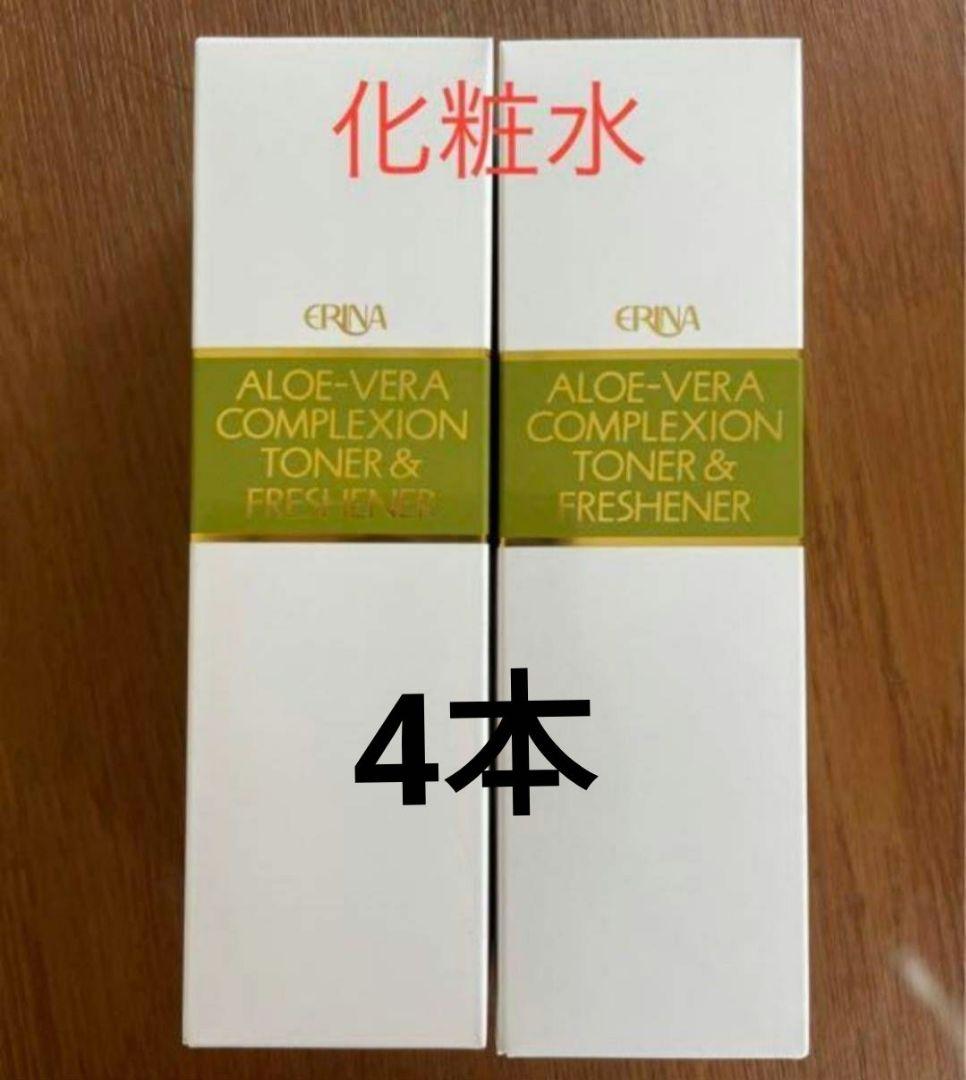 化粧水
ERINA
ALOE-VERA
COMPLEXION
TONER &
FRESHENER
ERINA
ALOE-VERA
COMPLEXION
TONER &
FRESHENER
4本